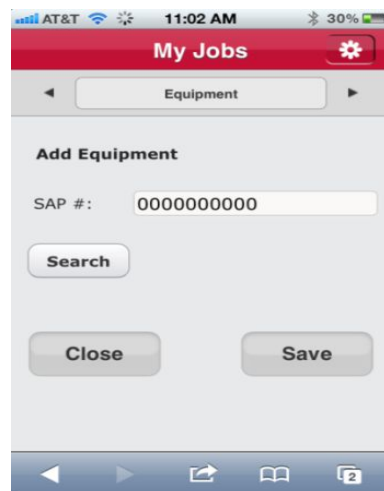 AT&T 11:02 AM 30%
My Jobs
Equipment
Add Equipment
SAP #: 0000000000
Search
Close Save
2